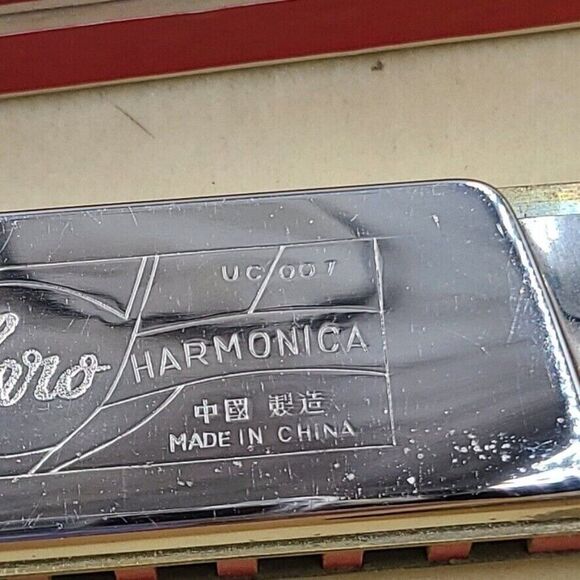 UC/007
HARMONICA
中國 製造
MADE IN CHINA